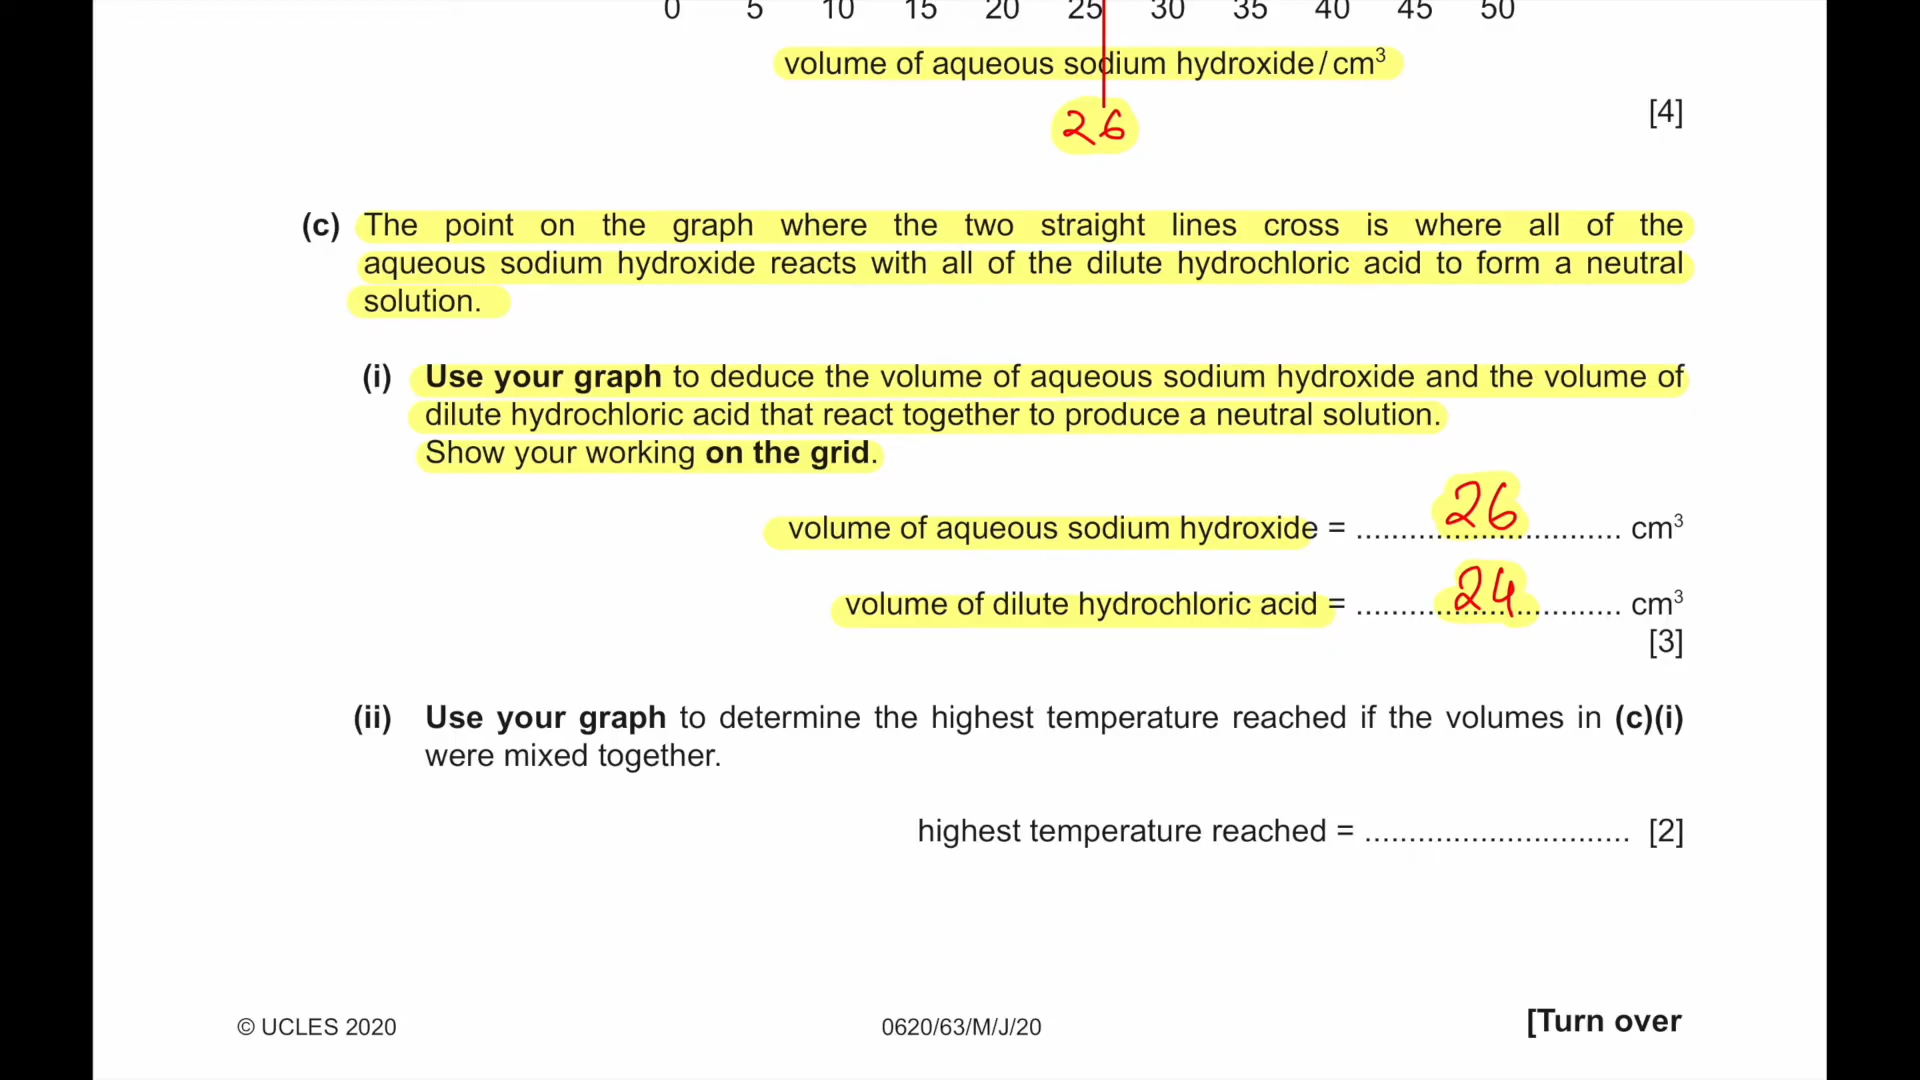 0 5 10 15 20 25 30 35 40 45 50
volume of aqueous sodium hydroxide / cm³
26
[4]
(c) The point on the graph where the two straight lines cross is where all of the
aqueous sodium hydroxide reacts with all of the dilute hydrochloric acid to form a neutral
solution.
(i) Use your graph to deduce the volume of aqueous sodium hydroxide and the volume of
dilute hydrochloric acid that react together to produce a neutral solution.
Show your working on the grid.
volume of aqueous sodium hydroxide = .............26............. cm³
volume of dilute hydrochloric acid = .............24............. cm³
[3]
(ii) Use your graph to determine the highest temperature reached if the volumes in (c)(i)
were mixed together.
highest temperature reached = .............................. [2]
© UCLES 2020
0620/63/M/J/20
[Turn over